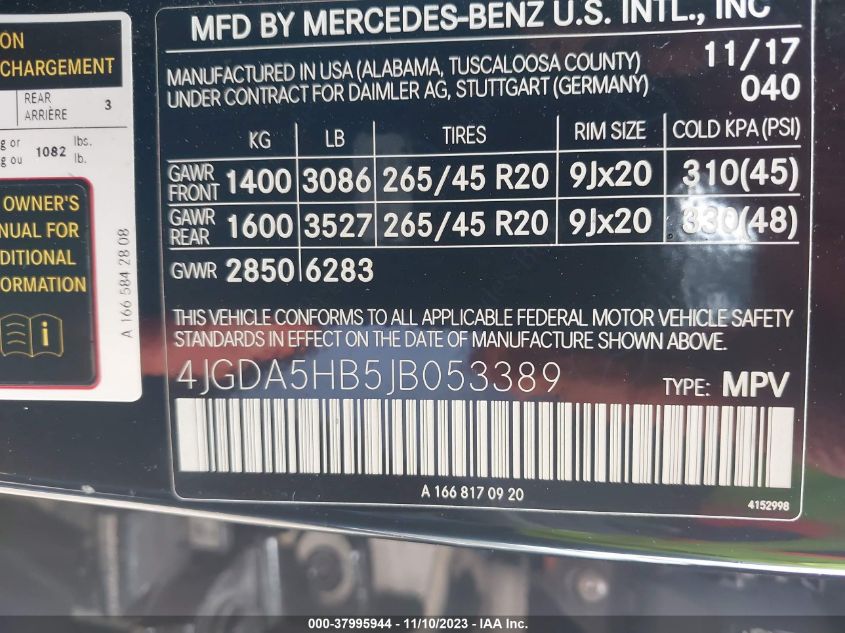 ON
CHARGEMENT
REAR
ARRIÈRE 3
g or
g ou 1082 lbs.
lb.
OWNER'S
NUAL FOR
DITIONAL
FORMATION
A 166 584 28 08
MFD BY MERCEDES-BENZ U.S. INTL., INC
MANUFACTURED IN USA (ALABAMA, TUSCALOOSA COUNTY) 11/17
UNDER CONTRACT FOR DAIMLER AG, STUTTGART (GERMANY) 040
KG LB TIRES RIM SIZE COLD KPA (PSI)
GAWR FRONT 1400 3086 265/45 R20 9Jx20 310(45)
GAWR REAR 1600 3527 265/45 R20 9Jx20 330(48)
GVWR 2850 6283
THIS VEHICLE CONFORMS TO ALL APPLICABLE FEDERAL MOTOR VEHICLE SAFETY
STANDARDS IN EFFECT ON THE DATE OF MANUFACTURE SHOWN ABOVE.
4JGDA5HB5JB053389 TYPE: MPV
A 166 817 09 20
4152998
000-37995944 - 11/10/2023 - IAA Inc.